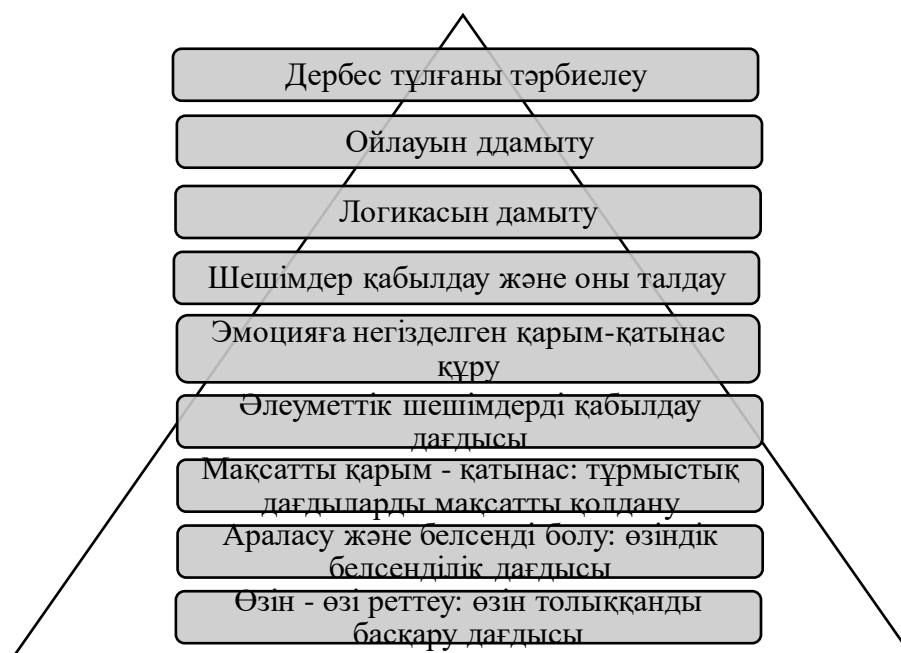 Дербес тұлғаны тәрбиелеу
Ойлауын ддамыту
Логикасын дамыту
Шешімдер қабылдау және оны талдау
Эмоцияға негізделген қарым-қатынас
құру
Әлеуметтік шешімдерді қабылдау
дағдысы
Мақсатты қарым - қатынас: тұрмыстық
дағдыларды мақсатты қолдану
Араласу және белсенді болу: өзіндік
белсенділік дағдысы
Өзін - өзі реттеу: өзін толыққанды
басқару дағдысы